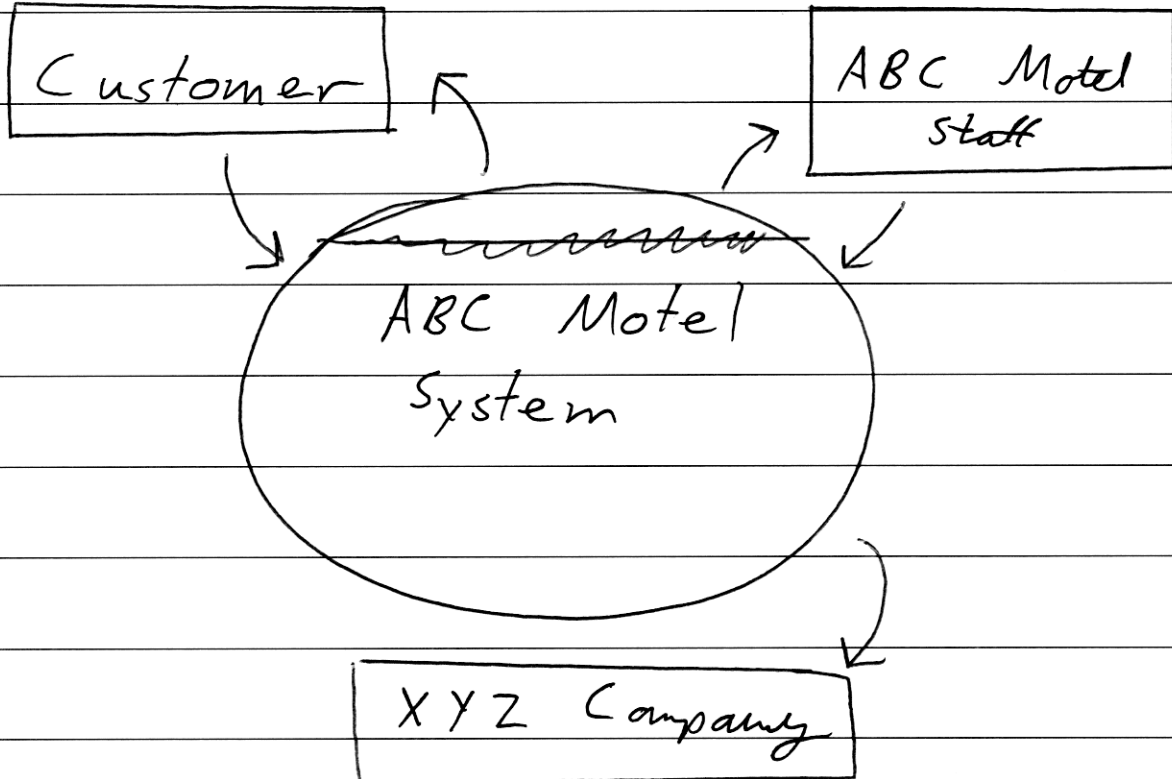 Customer
ABC Motel
Staff
ABC Motel
System
XYZ Company